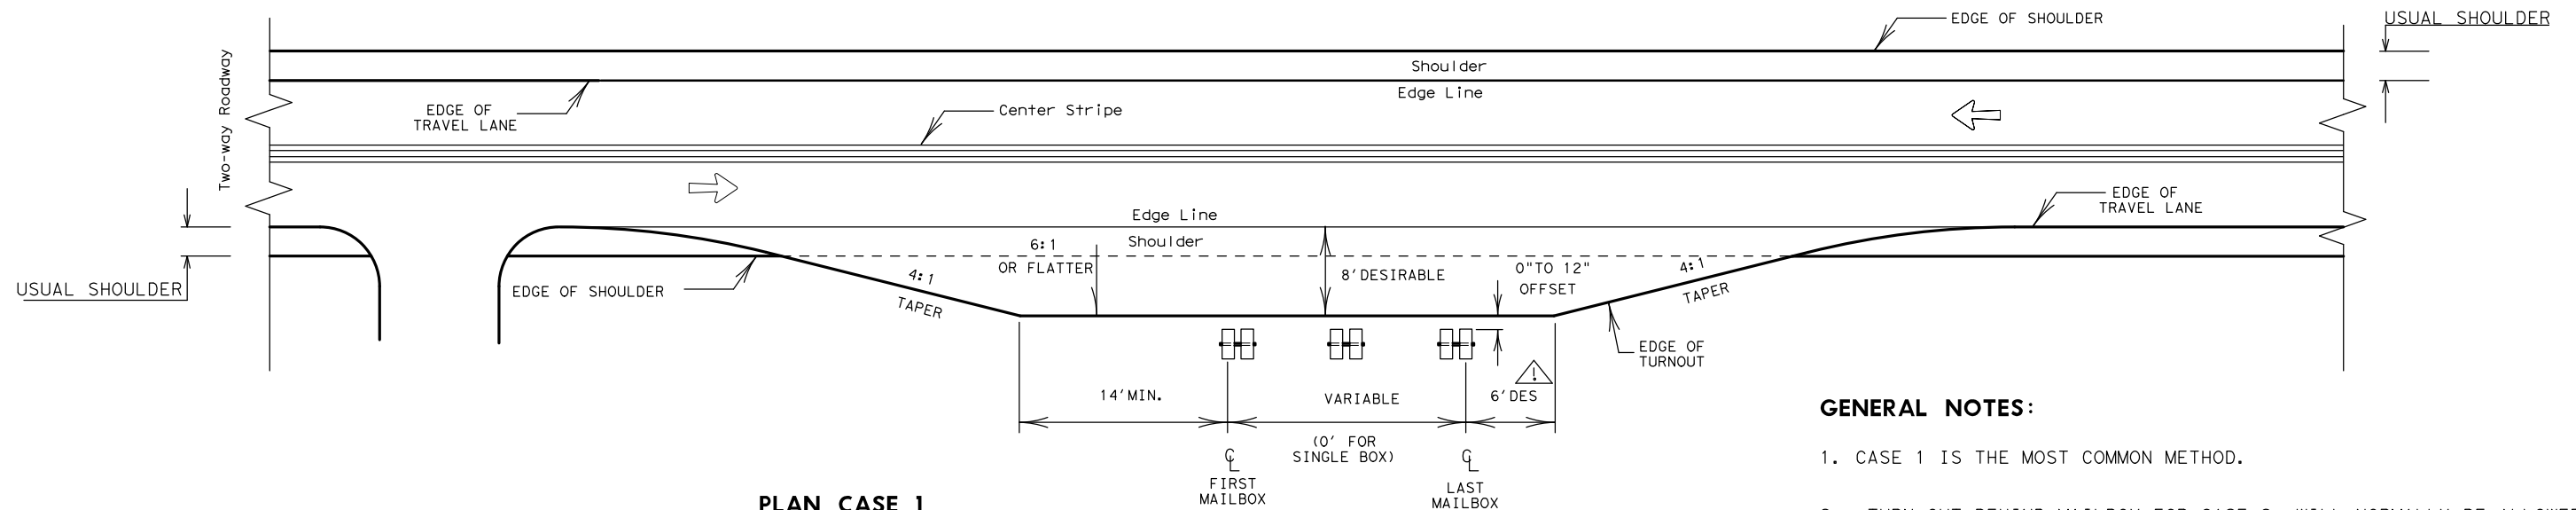 EDGE OF SHOULDER
USUAL SHOULDER
Shoulder
Edge Line
EDGE OF
TRAVEL LANE
Center Stripe
Two-way Roadway
EDGE OF
TRAVEL LANE
Edge Line
Shoulder
6:1
OR FLATTER
8' DESIRABLE
0" TO 12"
OFFSET
4:1
TAPER
4:1
TAPER
USUAL SHOULDER
EDGE OF SHOULDER
EDGE OF
TURNOUT
14' MIN.
VARIABLE
6' DES
!
(0' FOR
SINGLE BOX)
℄
FIRST
MAILBOX
℄
LAST
MAILBOX
PLAN CASE 1
GENERAL NOTES:
1. CASE 1 IS THE MOST COMMON METHOD.